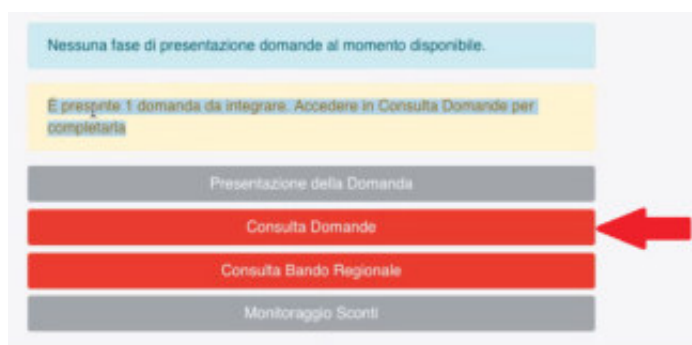 Nessuna fase di presentazione domande al momento disponibile.
È presente 1 domanda da integrare. Accedere in Consulta Domande per
completarla
Presentazione della Domanda
Consulta Domande
Consulta Bando Regionale
Monitoraggio Sconti